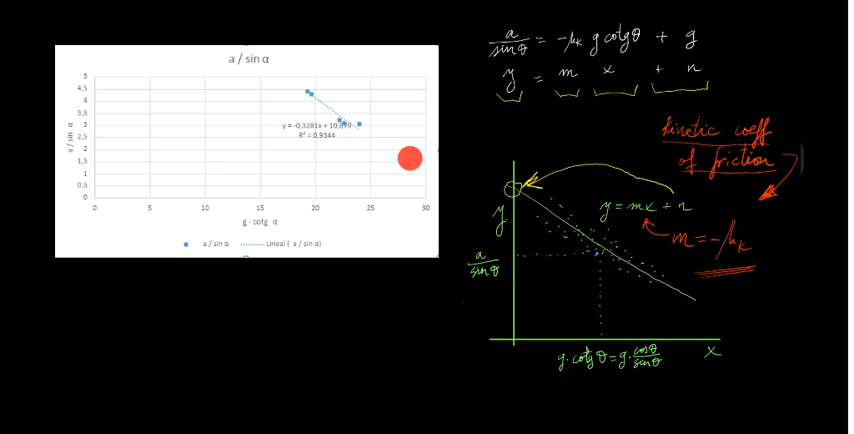 a / sin α
5
4,5
4
3,5
3
2,5
2
1,5
1
0,5
0
a / sin α
y = -0,3281x + 10,879
R² = 0,9344
0 5 10 15 20 25 30
g · cotg α
a / sin α Lineal ( a / sin α)
a/sinθ = -μk g cotgθ + g
y = m x + n
kinetic coeff
of friction
y
y = mx + n
m = -μk
a/sinθ
g · cotg θ = g · cosθ/sinθ
x